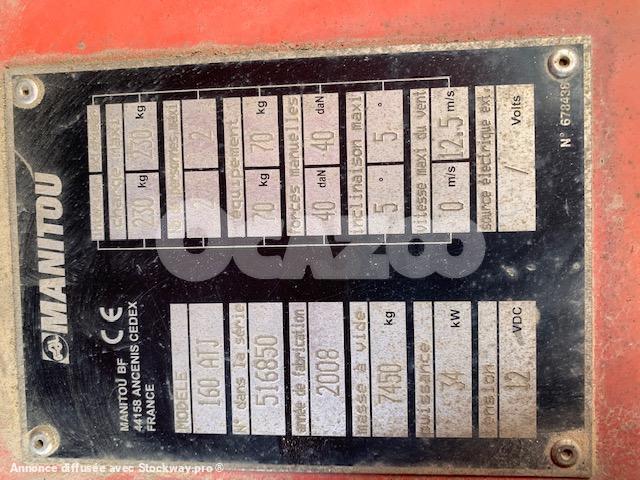 MANITOU
MANITOU BF
44158 ANCENIS CEDEX
FRANCE
CE
MODELE
160 ATJ
N° dans la série
516850
année de fabrication
2008
masse à vide
7450
kg
puissance
34
kW
tension
12
VDC
charge maxi
230 kg
230 kg
Nb personnes maxi
2
2
équipement
70 kg
70 kg
forces manuelles
40 daN
40 daN
inclinaison maxi
5 °
5 °
vitesse maxi du vent
0 m/s
12.5 m/s
source électrique ext.
/ Volts
N° 673436
OCAZOO
Annonce diffusée avec Stockway.pro®